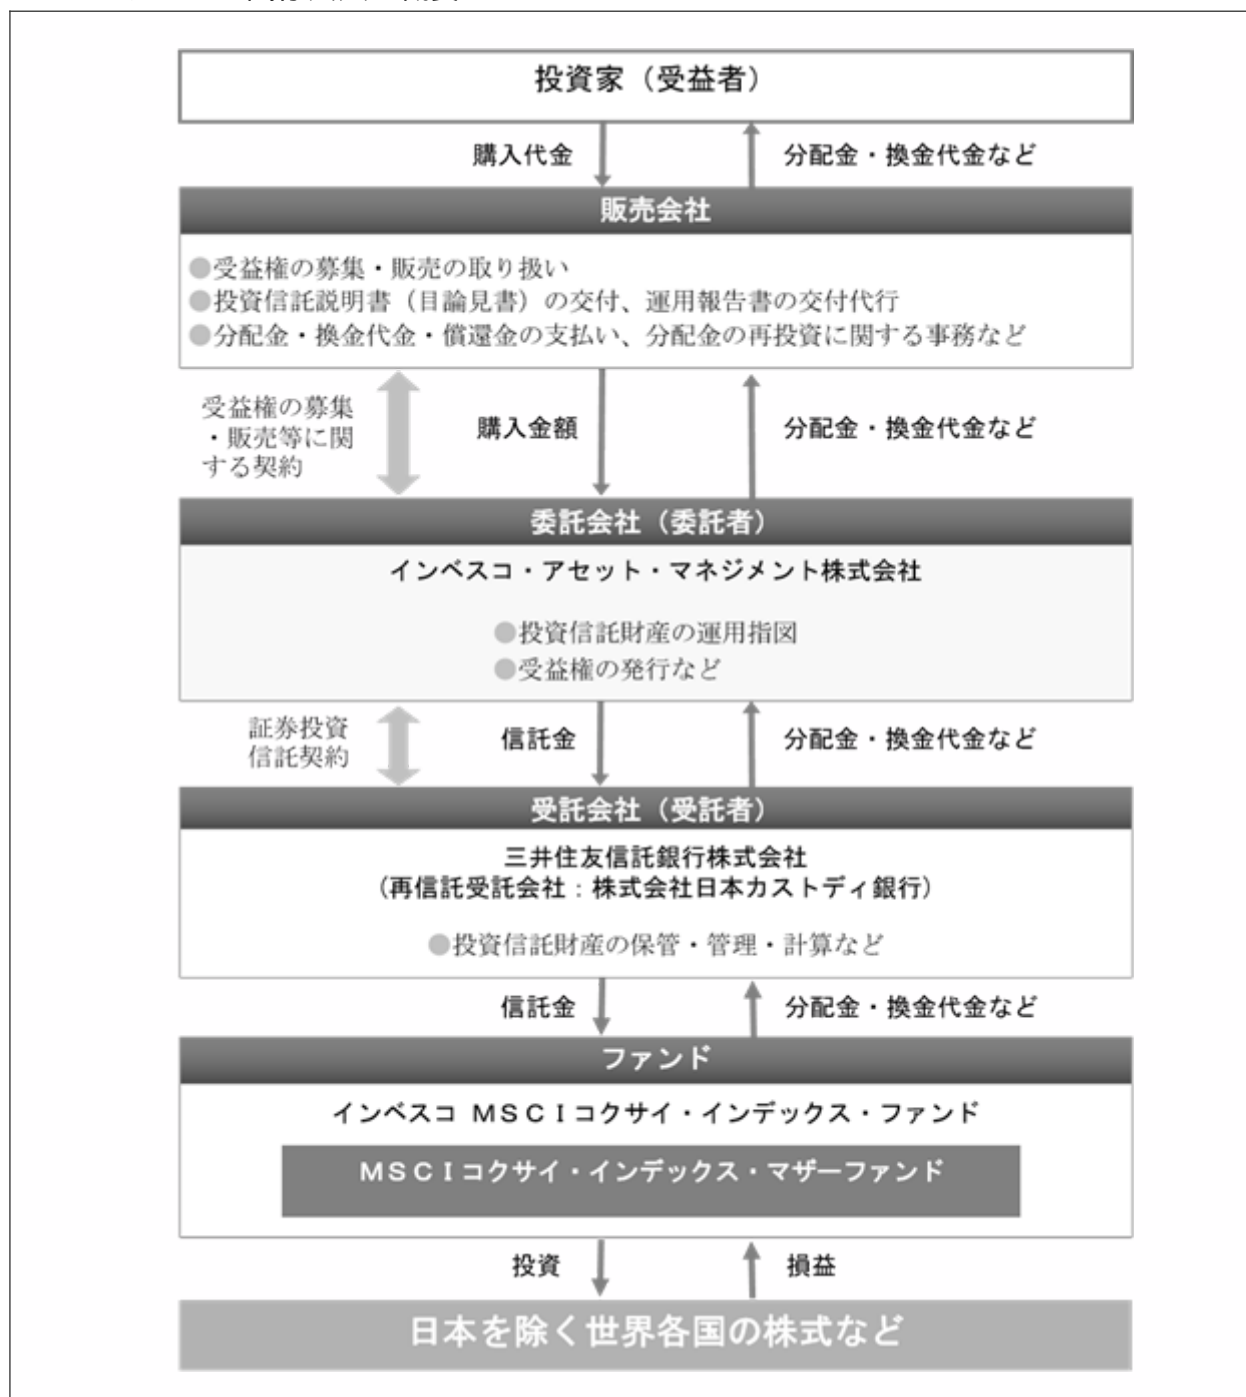 投資家（受益者）
購入代金
分配金・換金代金など
販売会社
●受益権の募集・販売の取り扱い
●投資信託説明書（目論見書）の交付、運用報告書の交付代行
●分配金・換金代金・償還金の支払い、分配金の再投資に関する事務など
受益権の募集
・販売等に関
する契約
購入金額
分配金・換金代金など
委託会社（委託者）
インベスコ・アセット・マネジメント株式会社
●投資信託財産の運用指図
●受益権の発行など
証券投資
信託契約
信託金
分配金・換金代金など
受託会社（受託者）
三井住友信託銀行株式会社
（再信託受託会社：株式会社日本カストディ銀行）
●投資信託財産の保管・管理・計算など
信託金
分配金・換金代金など
ファンド
インベスコ ＭＳＣＩコクサイ・インデックス・ファンド
ＭＳＣＩコクサイ・インデックス・マザーファンド
投資
損益
日本を除く世界各国の株式など